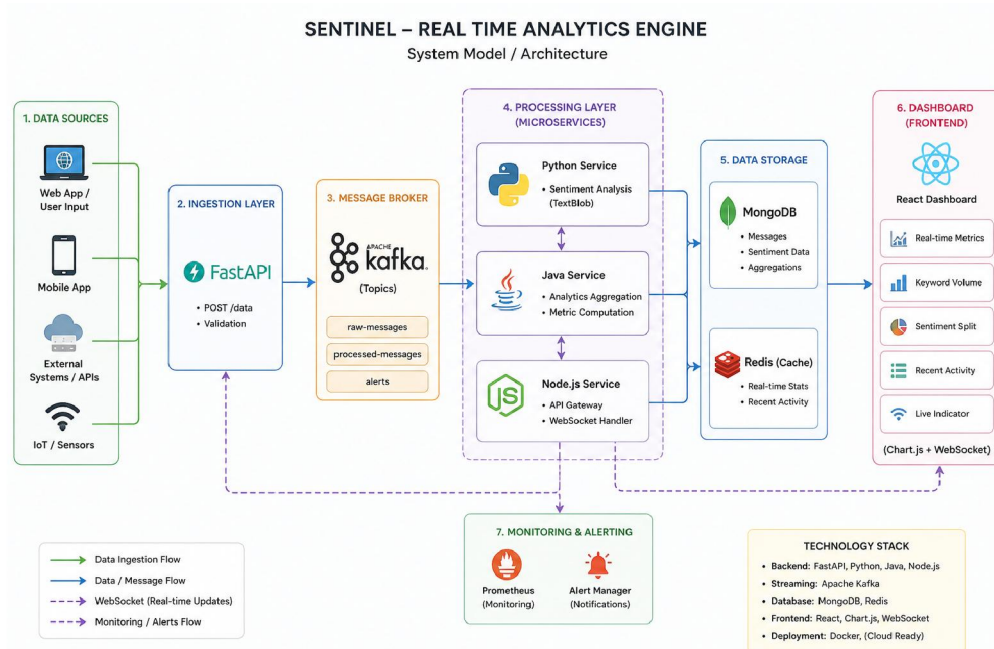 SENTINEL – REAL TIME ANALYTICS ENGINE
System Model / Architecture
1. DATA SOURCES
Web App /
User Input
Mobile App
External
Systems / APIs
IoT / Sensors
2. INGESTION LAYER
FastAPI
• POST /data
• Validation
3. MESSAGE BROKER
APACHE
kafka
(Topics)
raw-messages
processed-messages
alerts
4. PROCESSING LAYER
(MICROSERVICES)
Python Service
• Sentiment Analysis
(TextBlob)
Java Service
• Analytics Aggregation
• Metric Computation
JS
Node.js Service
• API Gateway
• WebSocket Handler
5. DATA STORAGE
MongoDB
• Messages
• Sentiment Data
• Aggregations
Redis (Cache)
• Real-time Stats
• Recent Activity
6. DASHBOARD
(FRONTEND)
React Dashboard
Real-time Metrics
Keyword Volume
Sentiment Split
Recent Activity
Live Indicator
(Chart.js + WebSocket)
7. MONITORING & ALERTING
Prometheus
(Monitoring)
Alert Manager
(Notifications)
Data Ingestion Flow
Data / Message Flow
WebSocket (Real-time Updates)
Monitoring / Alerts Flow
TECHNOLOGY STACK
• Backend: FastAPI, Python, Java, Node.js
• Streaming: Apache Kafka
• Database: MongoDB, Redis
• Frontend: React, Chart.js, WebSocket
• Deployment: Docker, (Cloud Ready)